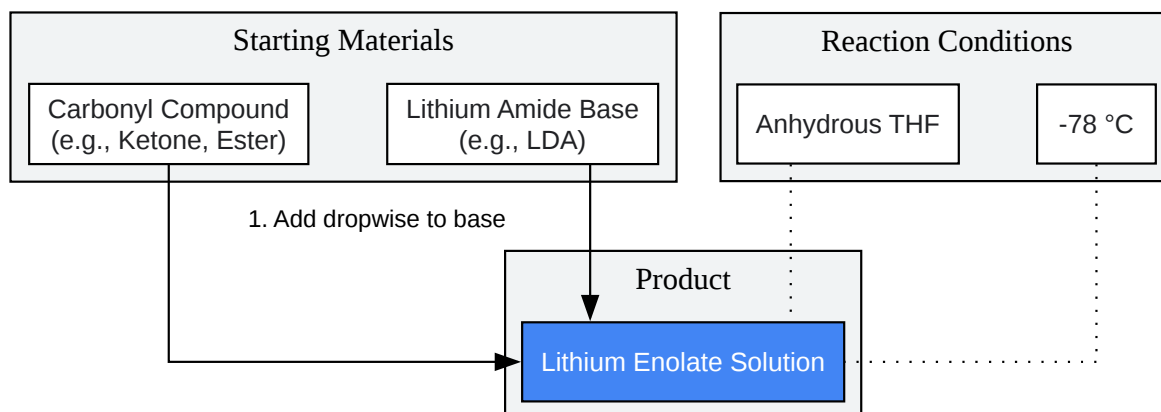 Starting Materials
Reaction Conditions
Carbonyl Compound
(e.g., Ketone, Ester)
Lithium Amide Base
(e.g., LDA)
Anhydrous THF
-78 °C
1. Add dropwise to base
Product
Lithium Enolate Solution